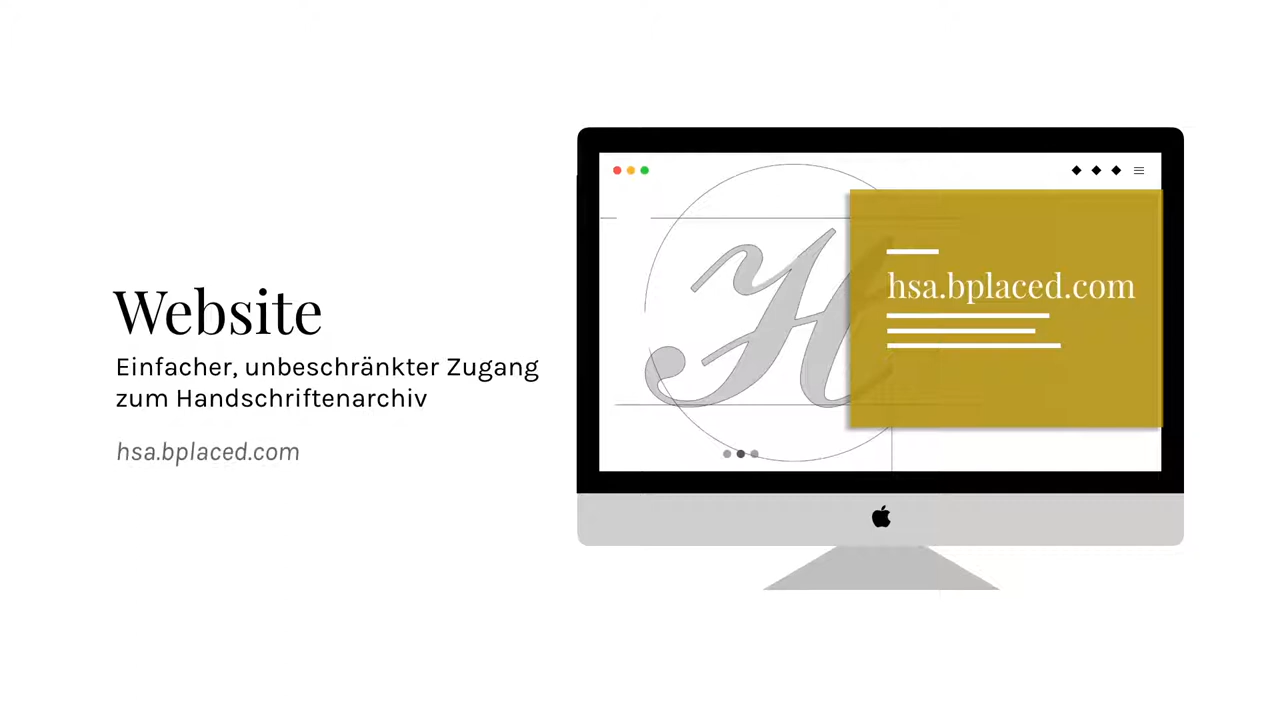 Website
Einfacher, unbeschränkter Zugang
zum Handschriftenarchiv
hsa.bplaced.com
H
hsa.bplaced.com